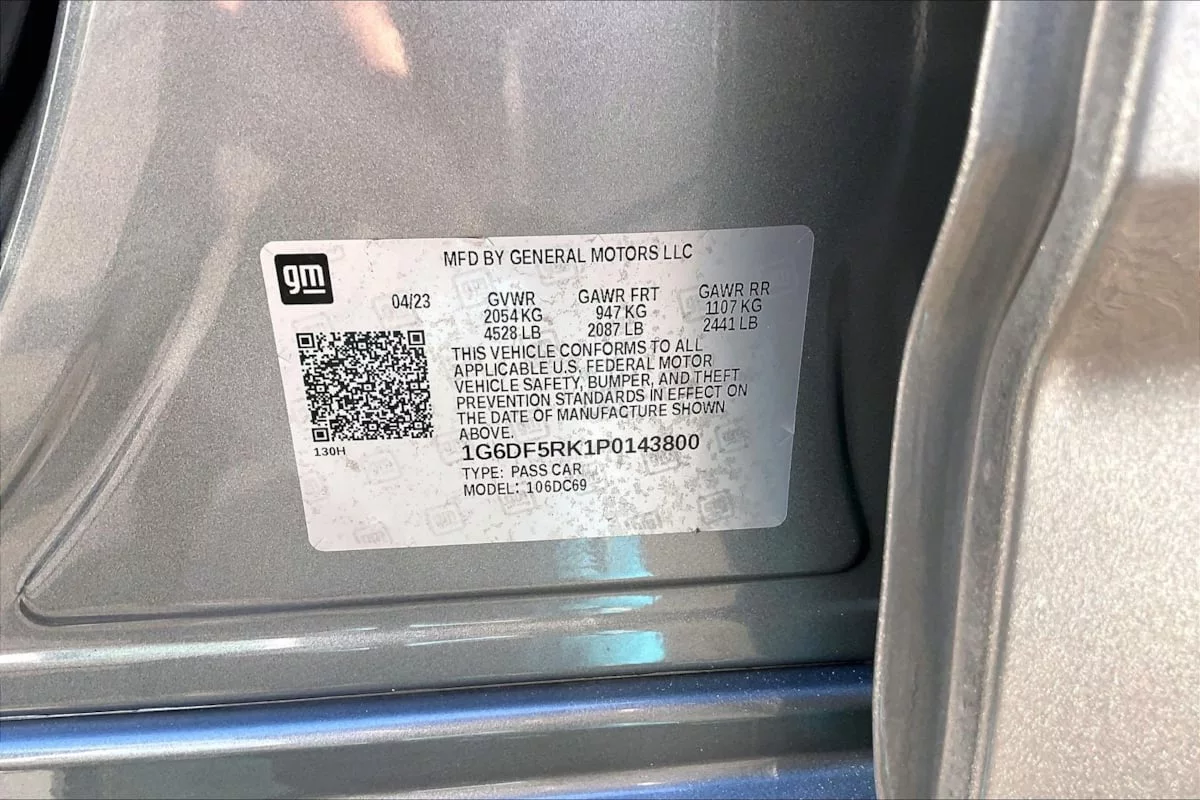 gm
MFD BY GENERAL MOTORS LLC
04/23 GVWR GAWR FRT GAWR RR
2054 KG 947 KG 1107 KG
4528 LB 2087 LB 2441 LB
THIS VEHICLE CONFORMS TO ALL
APPLICABLE U.S. FEDERAL MOTOR
VEHICLE SAFETY, BUMPER, AND THEFT
PREVENTION STANDARDS IN EFFECT ON
THE DATE OF MANUFACTURE SHOWN
ABOVE.
130H
1G6DF5RK1P0143800
TYPE: PASS CAR
MODEL: 106DC69